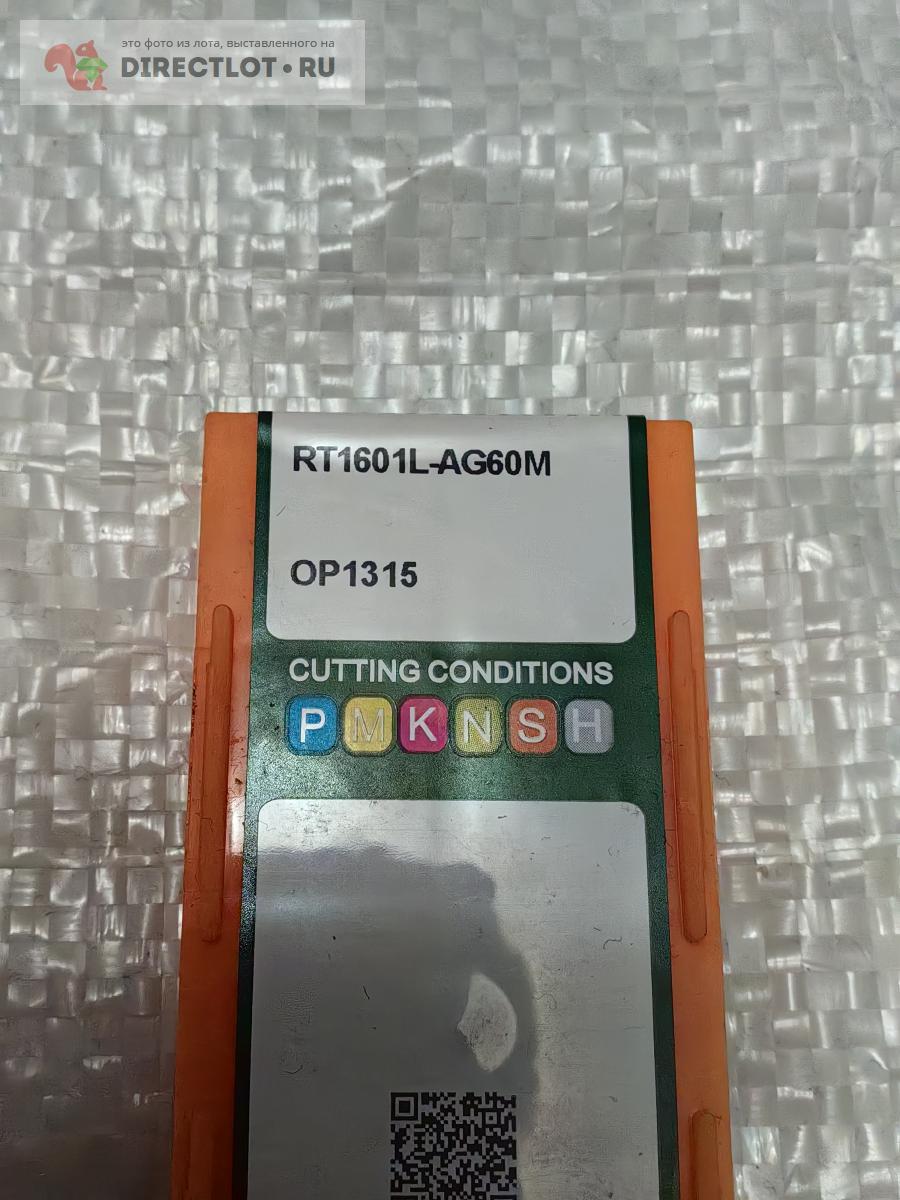 это фото из лота, выставленного на
DIRECTLOT•RU
RT1601L-AG60M
OP1315
CUTTING CONDITIONS
P M K N S H